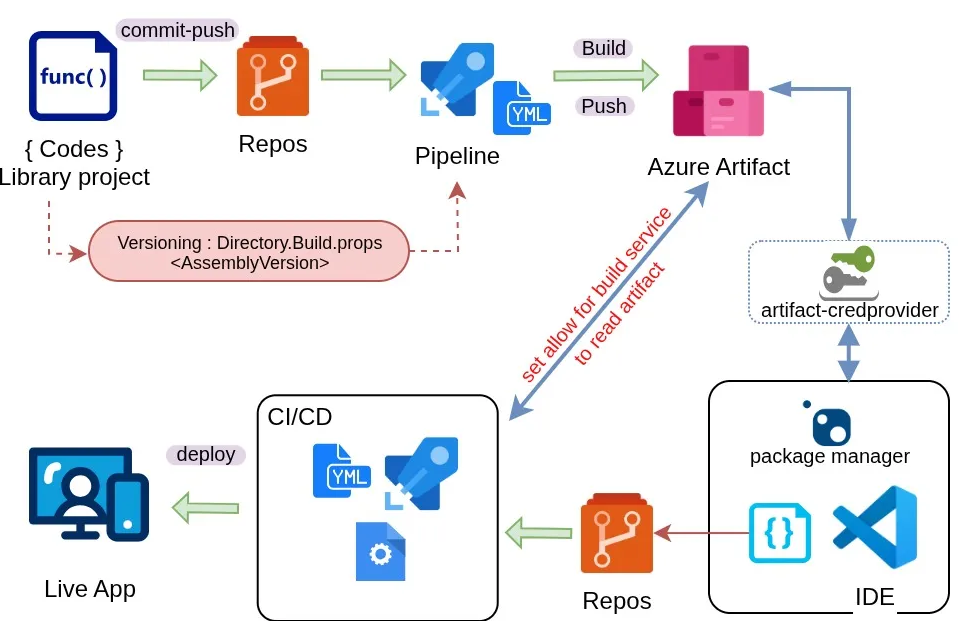 commit-push
func( )
{ Codes }
Library project
Repos
YML
Pipeline
Build
Push
Azure Artifact
Versioning : Directory.Build.props
<AssemblyVersion>
set allow for build service
to read artifact
artifact-credprovider
package manager
{ }
IDE
Repos
CI/CD
YML
deploy
Live App